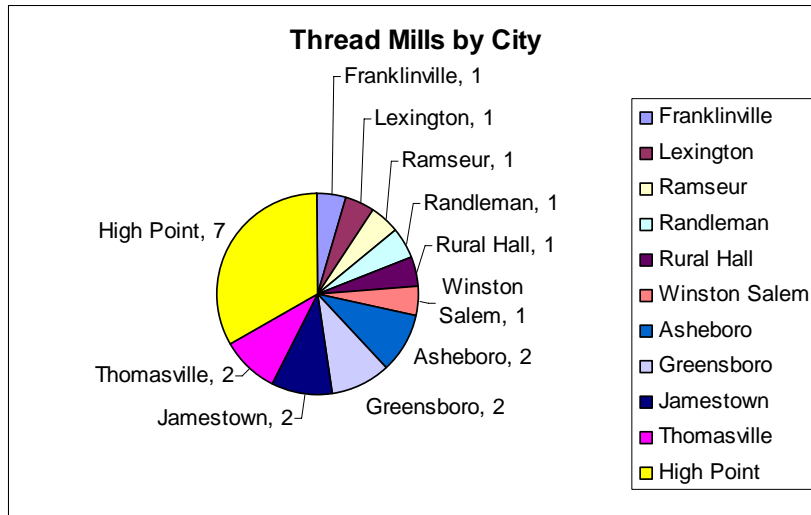 Thread Mills by City
Franklinville, 1
Lexington, 1
Ramseur, 1
Randleman, 1
Rural Hall, 1
Winston
Salem, 1
Asheboro, 2
Greensboro, 2
Jamestown, 2
Thomasville, 2
High Point, 7
Franklinville
Lexington
Ramseur
Randleman
Rural Hall
Winston Salem
Asheboro
Greensboro
Jamestown
Thomasville
High Point